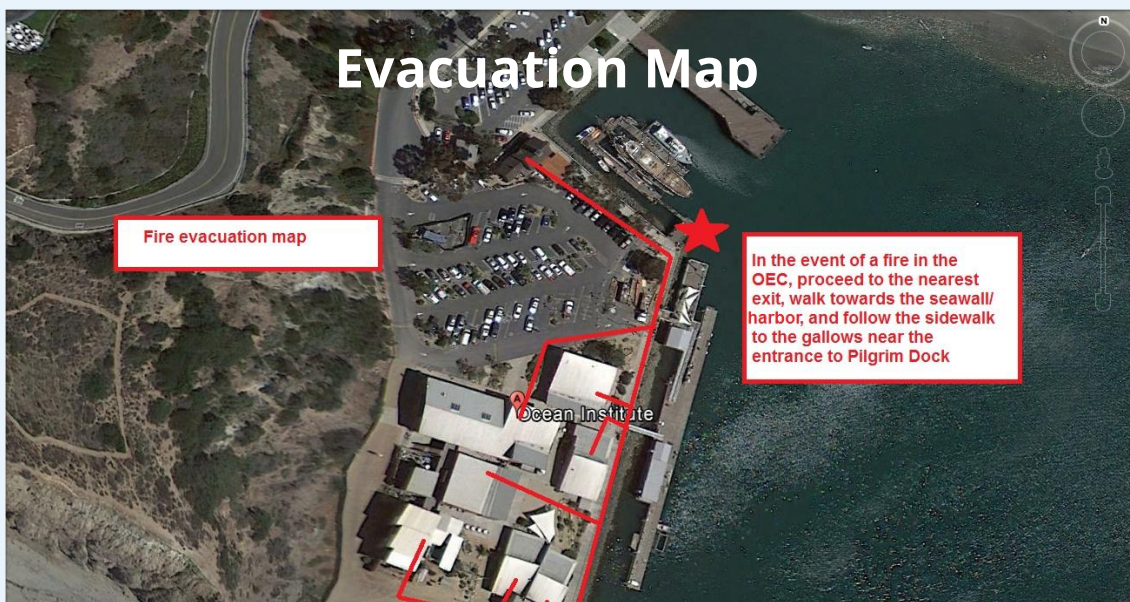 N
Evacuation Map
Fire evacuation map
In the event of a fire in the
OEC, proceed to the nearest
exit, walk towards the seawall/
harbor, and follow the sidewalk
to the gallows near the
entrance to Pilgrim Dock
A
Ocean Institute